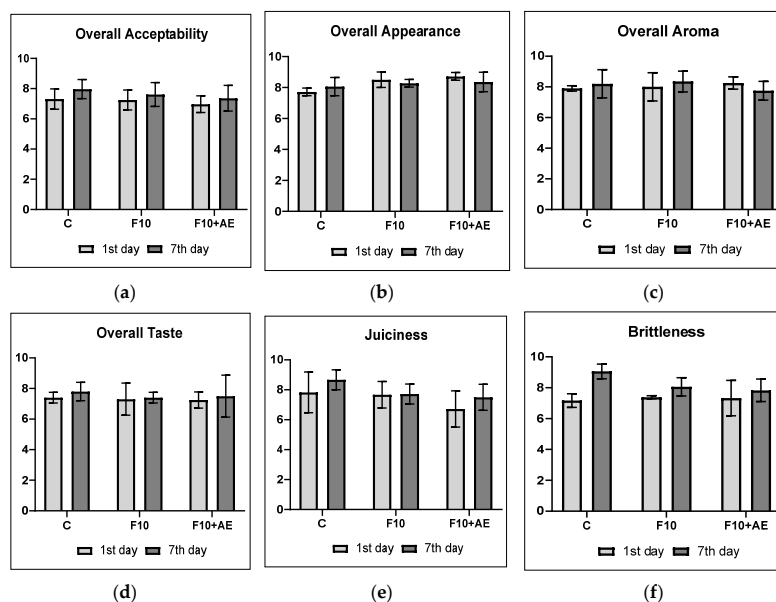 Overall Acceptability
10
8
6
4
2
0
C F10 F10+AE
1st day 7th day
(a)
Overall Appearance
10
8
6
4
2
0
C F10 F10+AE
1st day 7th day
(b)
Overall Aroma
10
8
6
4
2
0
C F10 F10+AE
1st day 7th day
(c)
Overall Taste
10
8
6
4
2
0
C F10 F10+AE
1st day 7th day
(d)
Juiciness
10
8
6
4
2
0
C F10 F10+AE
1st day 7th day
(e)
Brittleness
10
8
6
4
2
0
C F10 F10+AE
1st day 7th day
(f)